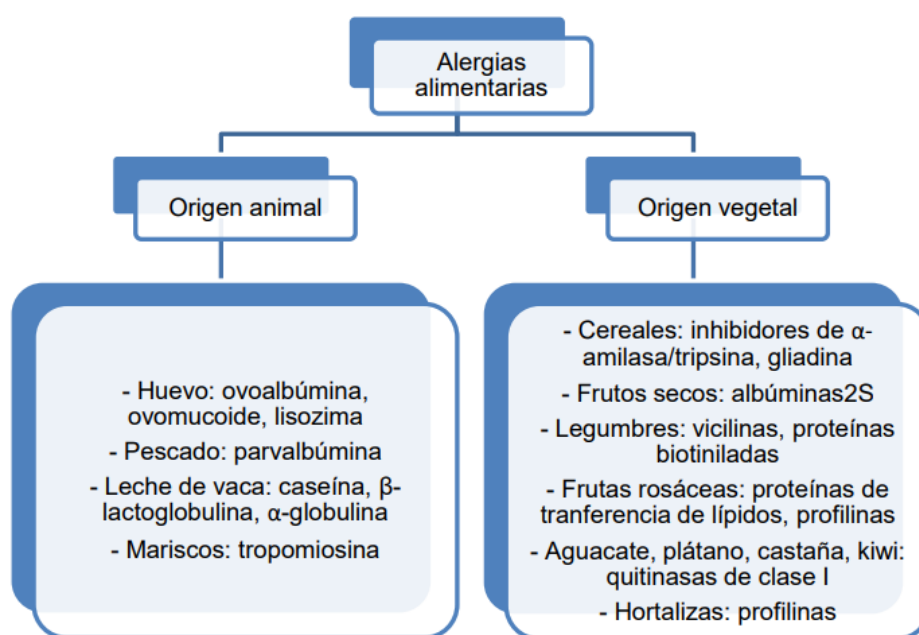 Alergias
alimentarias
Origen animal
Origen vegetal
- Huevo: ovoalbúmina,
ovomucoide, lisozima
- Pescado: parvalbúmina
- Leche de vaca: caseína, β-
lactoglobulina, α-globulina
- Mariscos: tropomiosina
- Cereales: inhibidores de α-
amilasa/tripsina, gliadina
- Frutos secos: albúminas2S
- Legumbres: vicilinas, proteínas
biotiniladas
- Frutas rosáceas: proteínas de
tranferencia de lípidos, profilinas
- Aguacate, plátano, castaña, kiwi:
quitinasas de clase I
- Hortalizas: profilinas